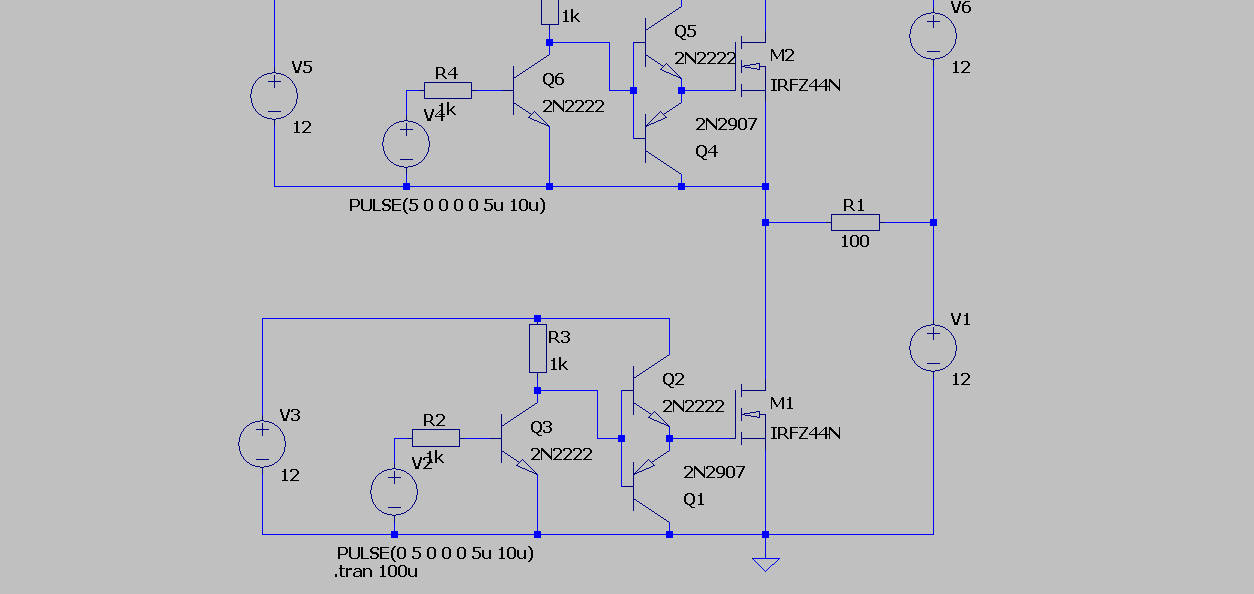 V6
1k
Q5
2N2222
M2
V5
12
R4
Q6
IRFZ44N
2N2222
V4
1k
12
2N2907
Q4
PULSE(5 0 0 0 0 5u 10u)
R1
100
V1
R3
1k
Q2
12
2N2222
M1
V3
R2
Q3
IRFZ44N
2N2222
V2
1k
12
2N2907
Q1
PULSE(0 5 0 0 0 5u 10u)
.tran 100u